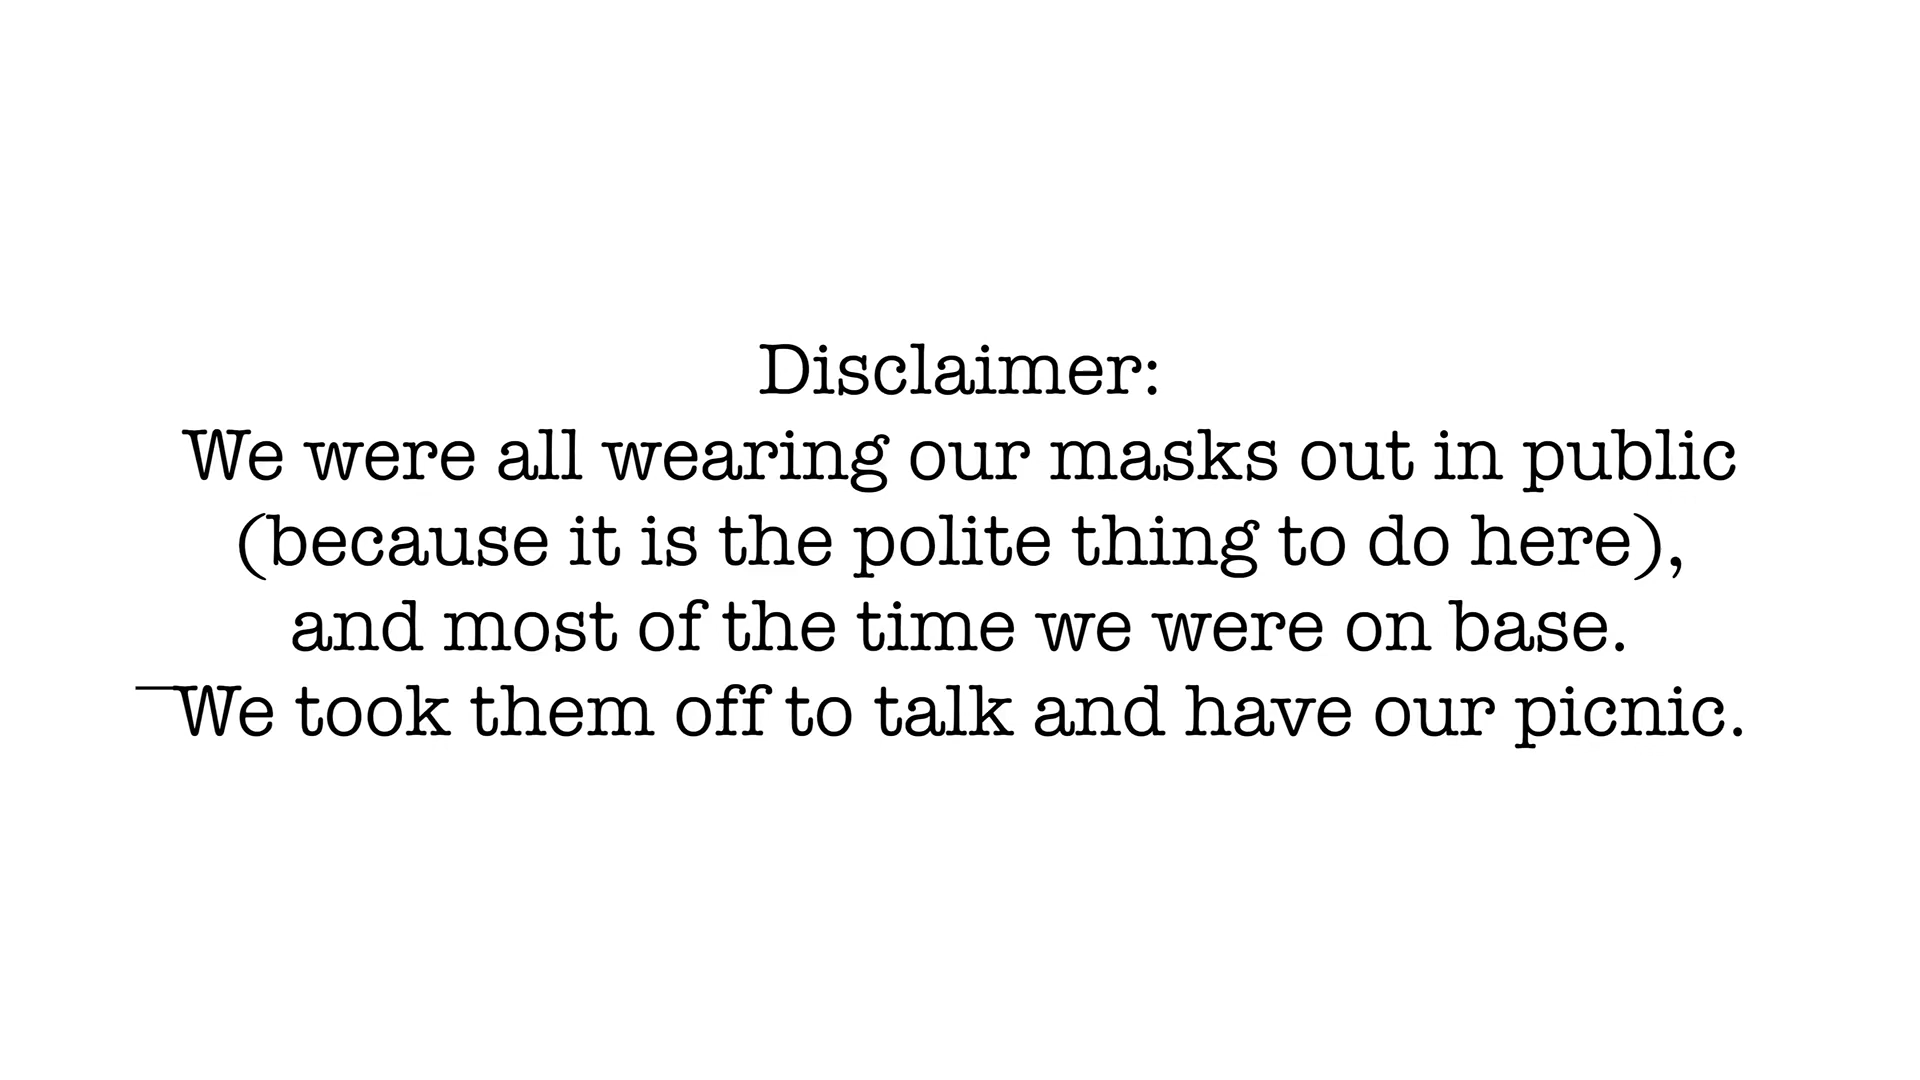 Disclaimer:
We were all wearing our masks out in public
(because it is the polite thing to do here),
and most of the time we were on base.
We took them off to talk and have our picnic.